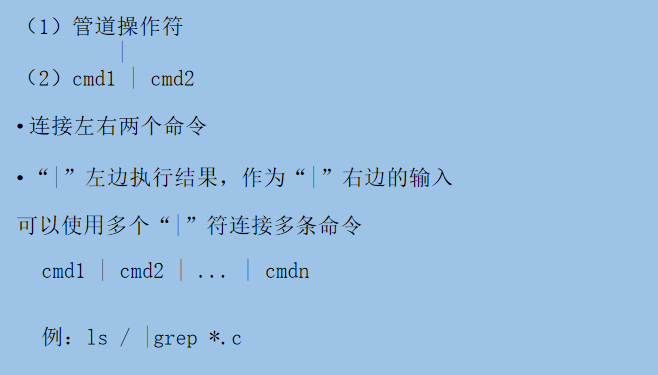 （1）管道操作符
|
（2）cmd1 | cmd2
•连接左右两个命令
•“|”左边执行结果，作为“|”右边的输入
可以使用多个“|”符连接多条命令
cmd1 | cmd2 | ... | cmdn
例：ls / |grep *.c